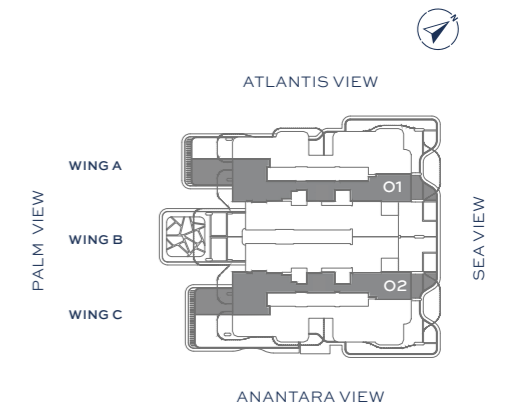 N
ATLANTIS VIEW
WING A
01
PALM VIEW
WING B
SEA VIEW
02
WING C
ANANTARA VIEW